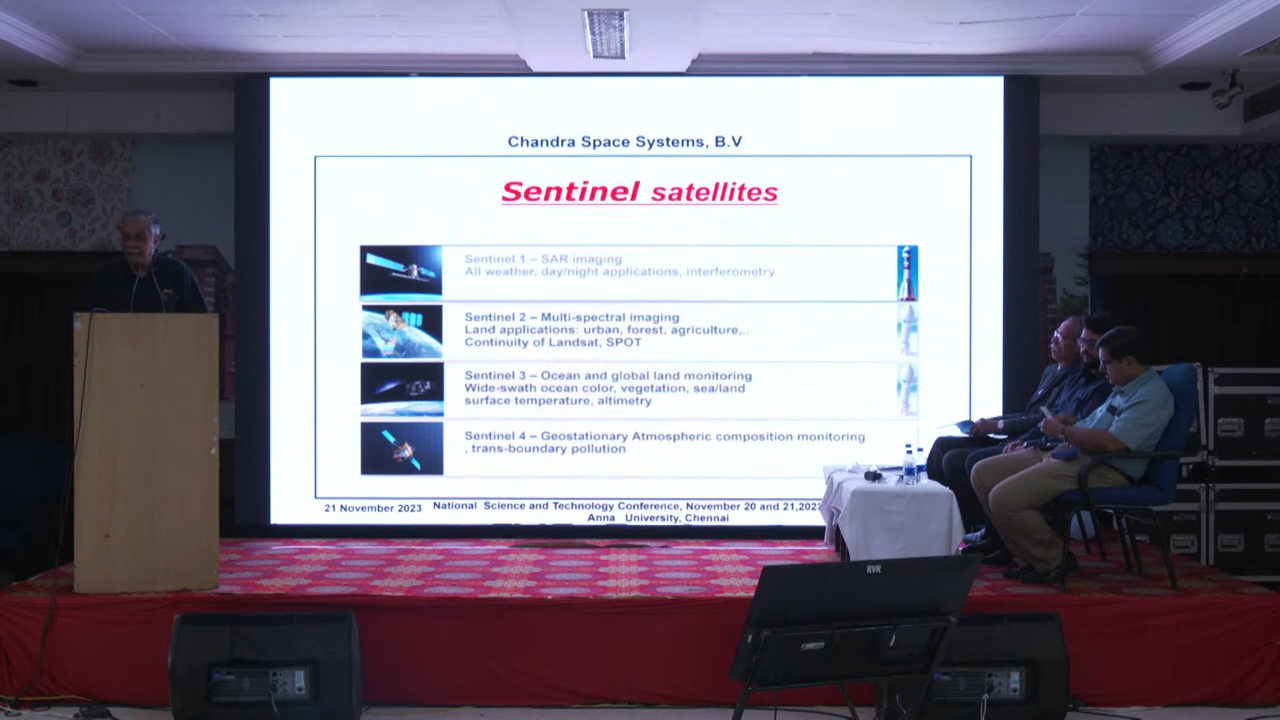 Chandra Space Systems, B.V
Sentinel satellites
Sentinel 1 – SAR imaging
All weather, day/night applications, interferometry
Sentinel 2 – Multi-spectral imaging
Land applications: urban, forest, agriculture,..
Continuity of Landsat, SPOT
Sentinel 3 – Ocean and global land monitoring
Wide-swath ocean color, vegetation, sea/land
surface temperature, altimetry
Sentinel 4 – Geostationary Atmospheric composition monitoring
, trans-boundary pollution
21 November 2023
National Science and Technology Conference, November 20 and 21,202
Anna University, Chennai
RVR